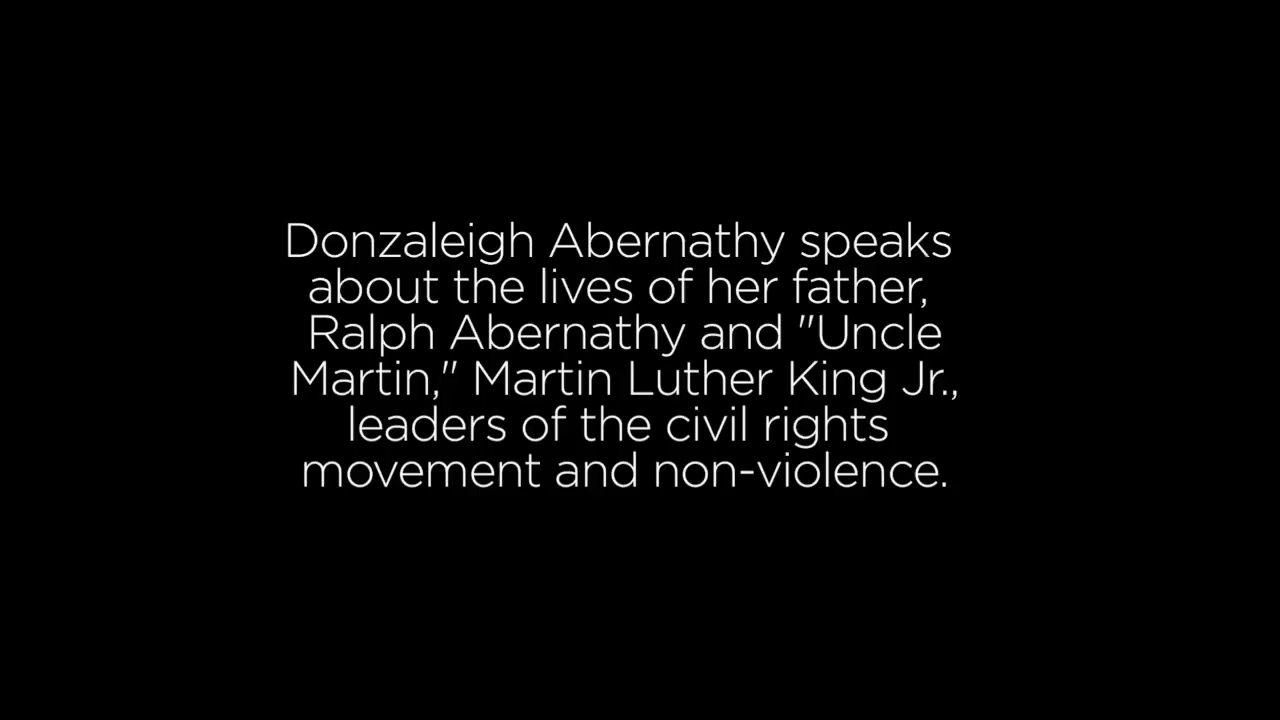 Donzaleigh Abernathy speaks
about the lives of her father,
Ralph Abernathy and "Uncle
Martin," Martin Luther King Jr.,
leaders of the civil rights
movement and non-violence.